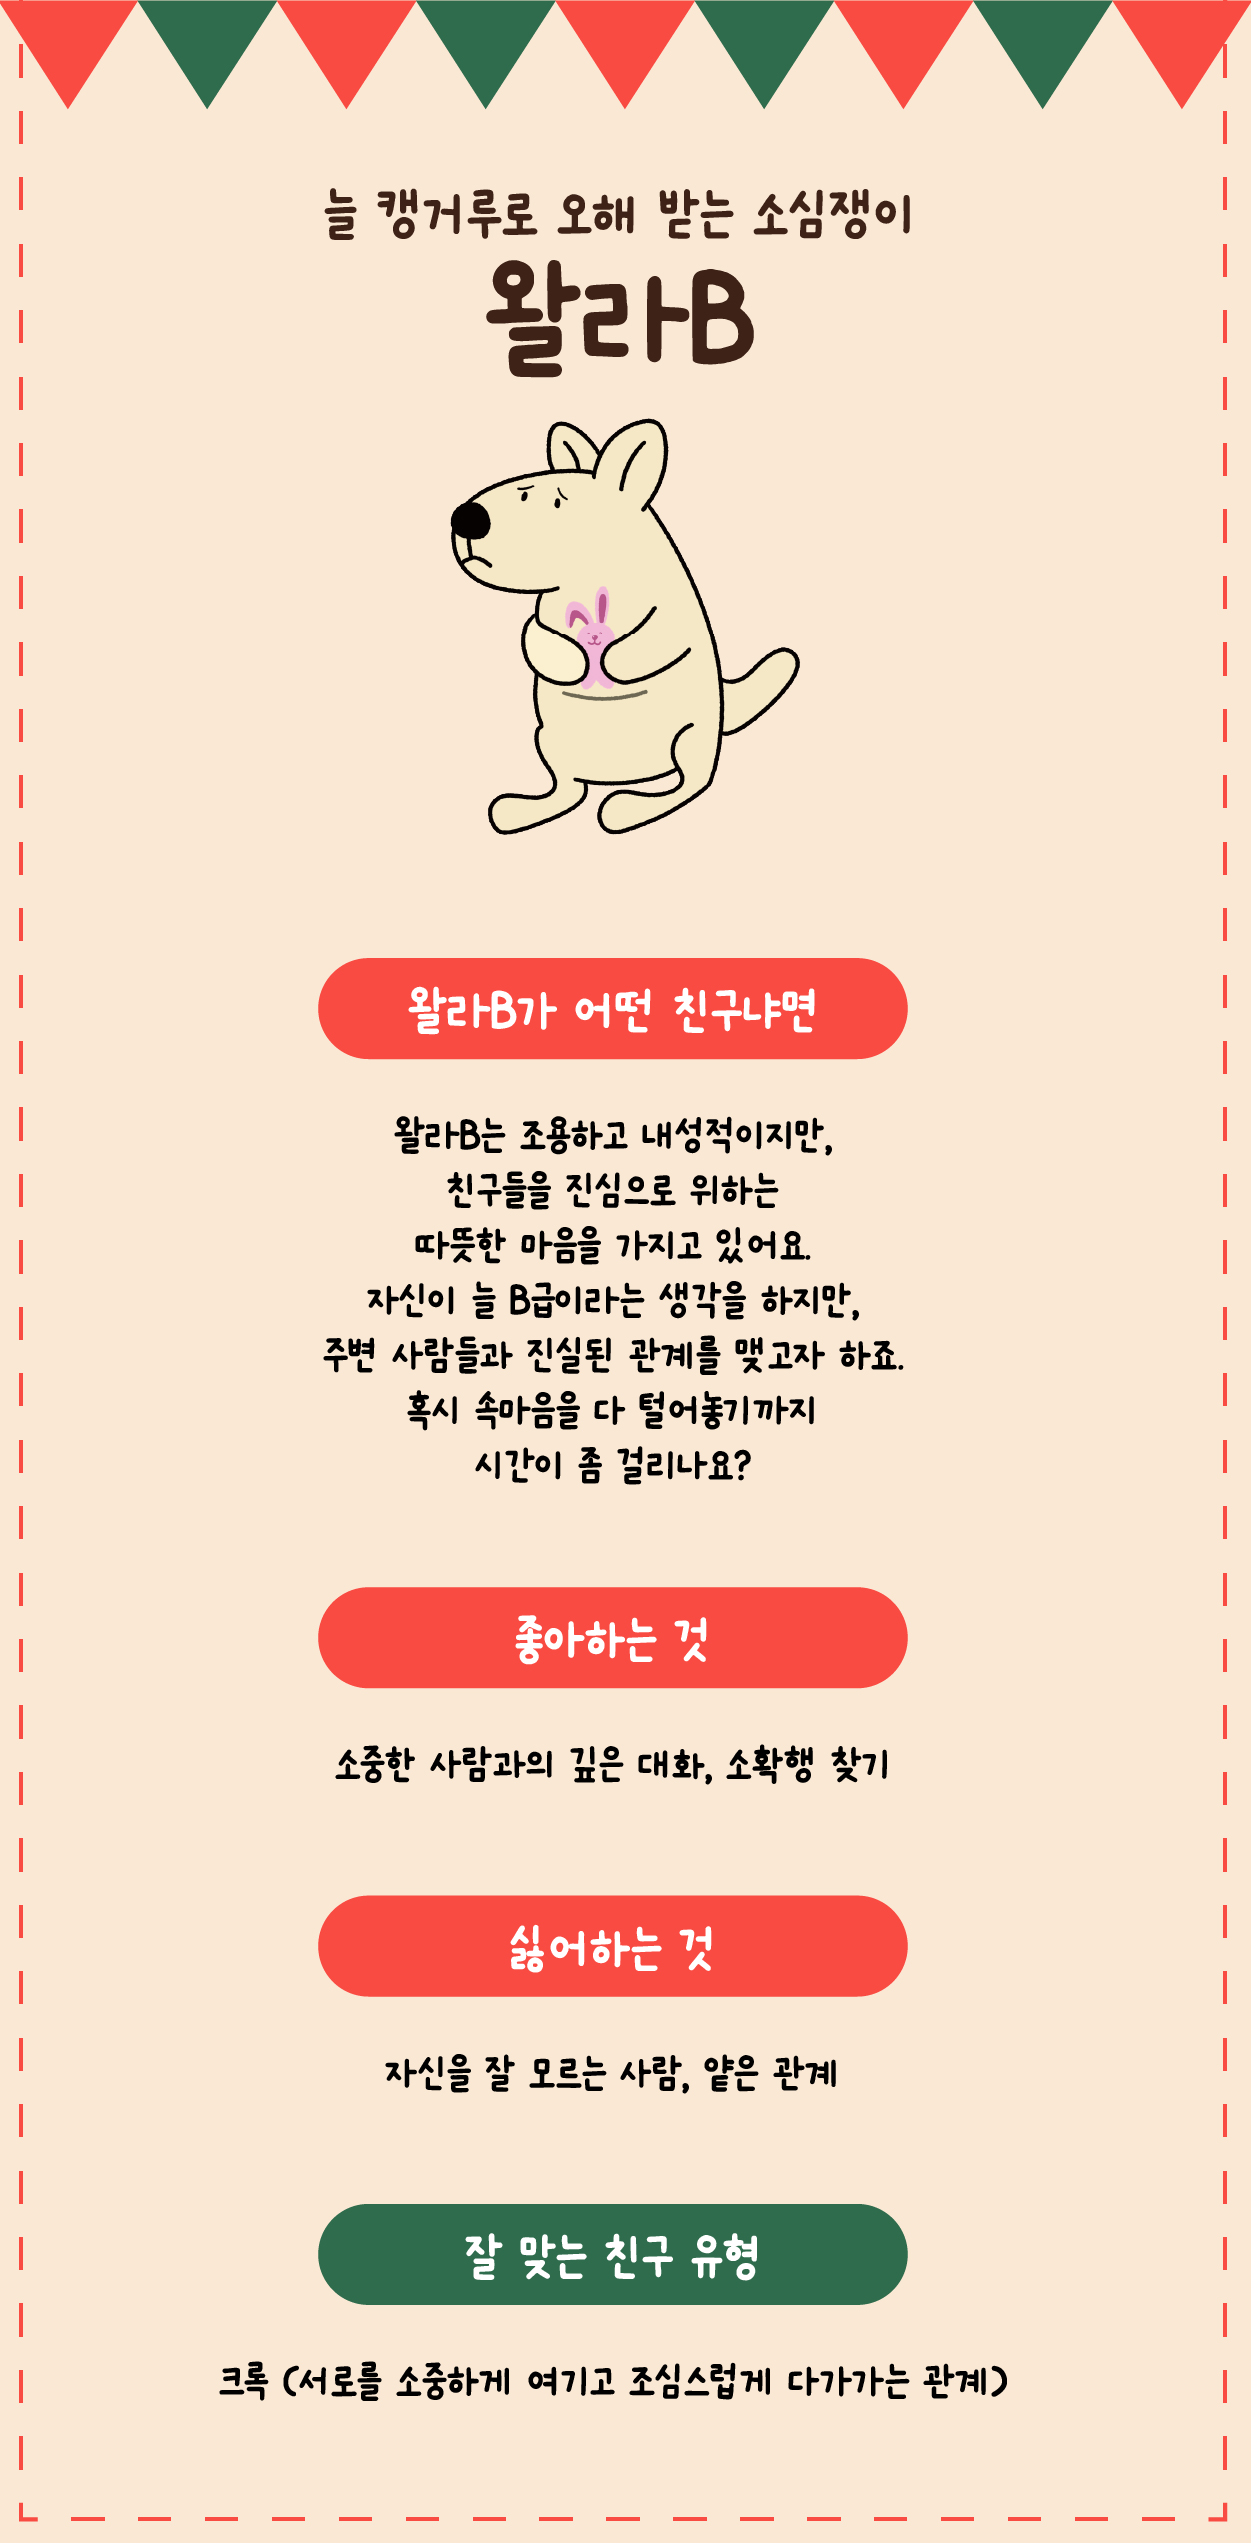 늘 캥거루로 오해 받는 소심쟁이
왈라B
왈라B가 어떤 친구냐면
왈라B는 조용하고 내성적이지만,
친구들을 진심으로 위하는
따뜻한 마음을 가지고 있어요.
자신이 늘 B급이라는 생각을 하지만,
주변 사람들과 진실된 관계를 맺고자 하죠.
혹시 속마음을 다 털어놓기까지
시간이 좀 걸리나요?
좋아하는 것
소중한 사람과의 깊은 대화, 소확행 찾기
싫어하는 것
자신을 잘 모르는 사람, 얕은 관계
잘 맞는 친구 유형
크록 (서로를 소중하게 여기고 조심스럽게 다가가는 관계)